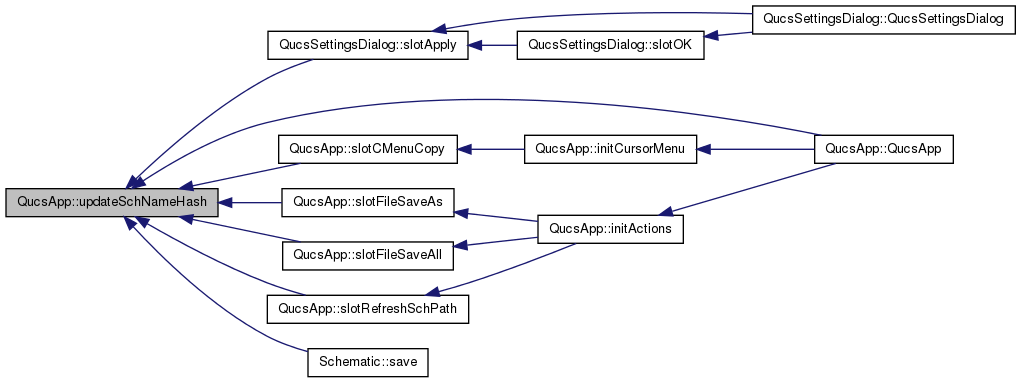 QucsSettingsDialog::QucsSettingsDialog
QucsSettingsDialog::slotApply
QucsSettingsDialog::slotOK
QucsApp::slotCMenuCopy
QucsApp::initCursorMenu
QucsApp::QucsApp
QucsApp::updateSchNameHash
QucsApp::slotFileSaveAs
QucsApp::initActions
QucsApp::slotFileSaveAll
QucsApp::slotRefreshSchPath
Schematic::save